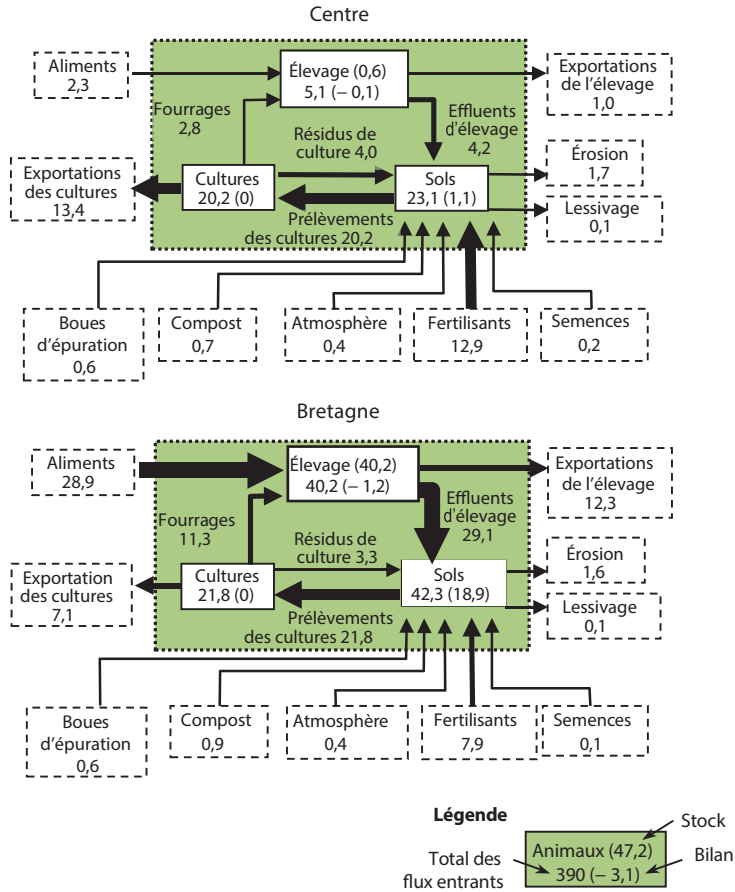 Centre
Aliments
2,3
Élevage (0,6)
5,1 (− 0,1)
Exportations
de l'élevage
1,0
Fourrages
2,8
Effluents
d'élevage
4,2
Résidus de
culture 4,0
Exportations
des cultures
13,4
Cultures
20,2 (0)
Sols
23,1 (1,1)
Érosion
1,7
Lessivage
0,1
Prélèvements
des cultures 20,2
Boues
d'épuration
0,6
Compost
0,7
Atmosphère
0,4
Fertilisants
12,9
Semences
0,2
Bretagne
Aliments
28,9
Élevage (40,2)
40,2 (− 1,2)
Exportations
de l'élevage
12,3
Fourrages
11,3
Effluents
d'élevage
29,1
Résidus de
culture 3,3
Exportation
des cultures
7,1
Cultures
21,8 (0)
Sols
42,3 (18,9)
Érosion
1,6
Lessivage
0,1
Prélèvements
des cultures 21,8
Boues
d'épuration
0,6
Compost
0,9
Atmosphère
0,4
Fertilisants
7,9
Semences
0,1
Légende
Stock
Animaux (47,2)
390 (− 3,1)
Bilan
Total des
flux entrants